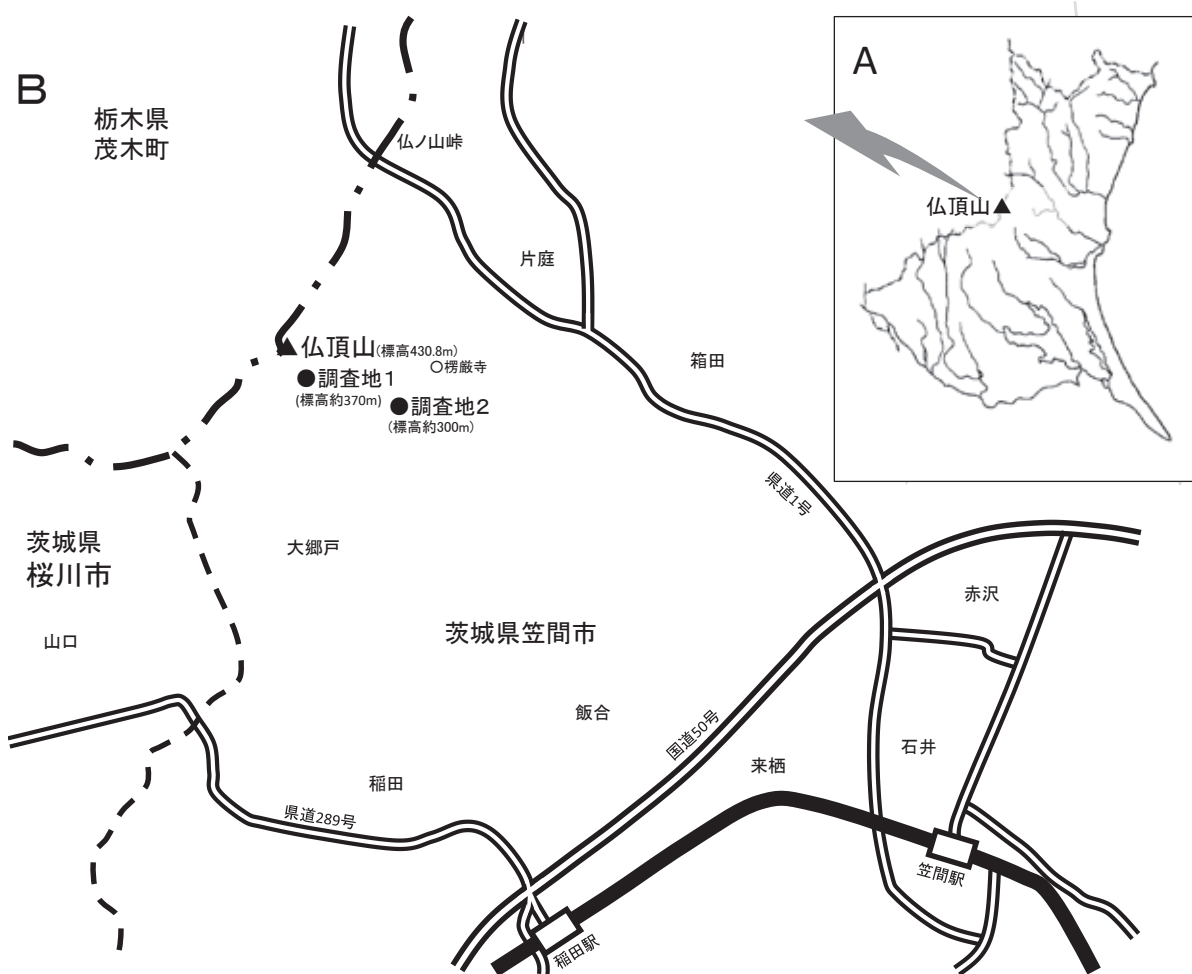 B
栃木県
茂木町
仏ノ山峠
A
仏頂山
片庭
仏頂山(標高430.8m)
楞厳寺
調査地1
(標高約370m)
調査地2
(標高約300m)
箱田
県道1号
茨城県
桜川市
大郷戸
赤沢
山口
茨城県笠間市
飯合
国道50号
石井
来栖
稲田
県道289号
笠間駅
稲田駅